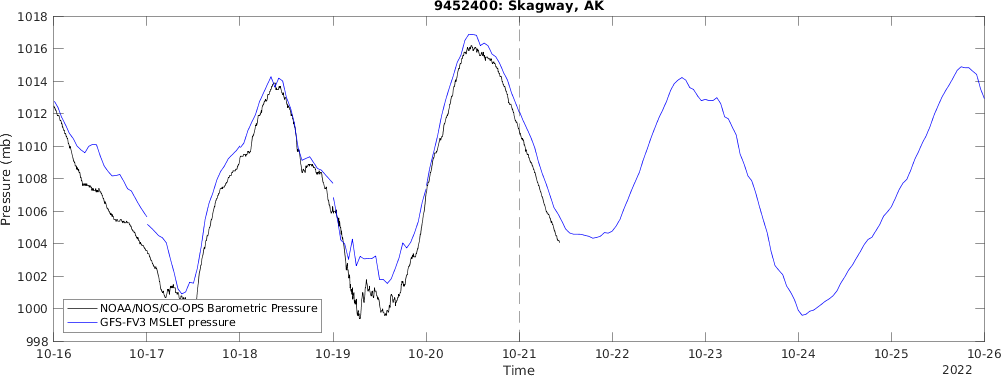 9452400: Skagway, AK
1018
1016
1014
1012
1010
1008
1006
1004
1002
1000
998
Pressure (mb)
NOAA/NOS/CO-OPS Barometric Pressure
GFS-FV3 MSLET pressure
10-16 10-17 10-18 10-19 10-20 10-21 10-22 10-23 10-24 10-25 10-26
Time
2022